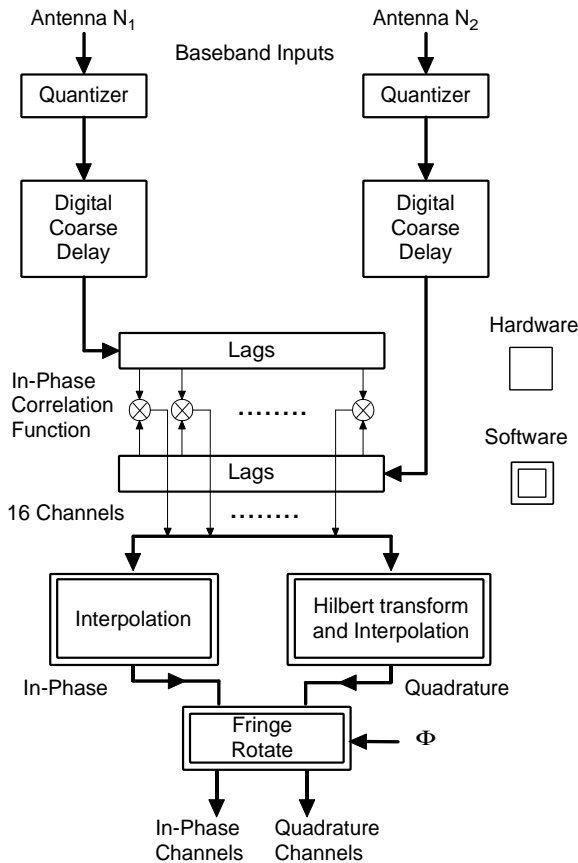 Antenna N1
Antenna N2
Baseband Inputs
Quantizer
Quantizer
Digital
Coarse
Delay
Digital
Coarse
Delay
Hardware
Lags
In-Phase
Correlation
Function
........
Software
Lags
16 Channels
........
Interpolation
Hilbert transform
and Interpolation
In-Phase
Quadrature
Fringe
Rotate
Φ
In-Phase
Channels
Quadrature
Channels